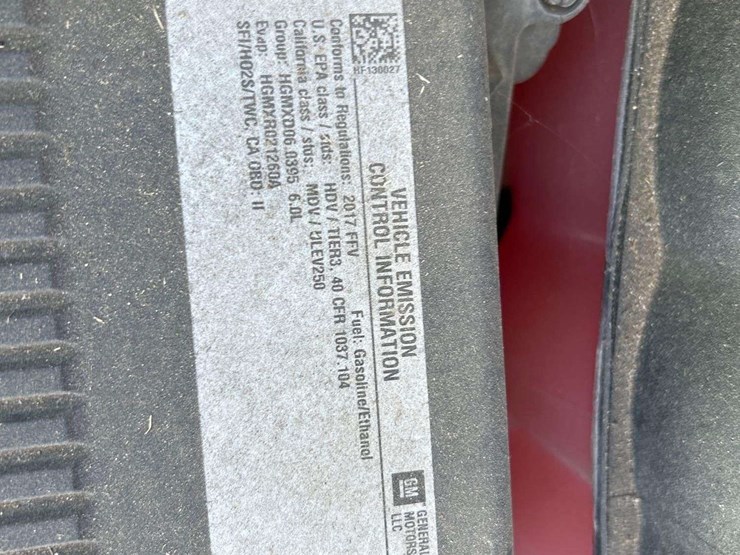 HF130027
VEHICLE EMISSION
CONTROL INFORMATION
GM GENERAL
MOTORS
LLC
Conforms to Regulations: 2017 FFV Fuel: Gasoline/Ethanol
U.S. EPA class / stds: HDV / TIER3, 40 CFR 1037.104
California class / stds: MDV / ULEV250
Group: HGMXD06.0395 6.0L
Evap: HGMXR021260A
SFI/HO2S/TWC, CA OBD: II